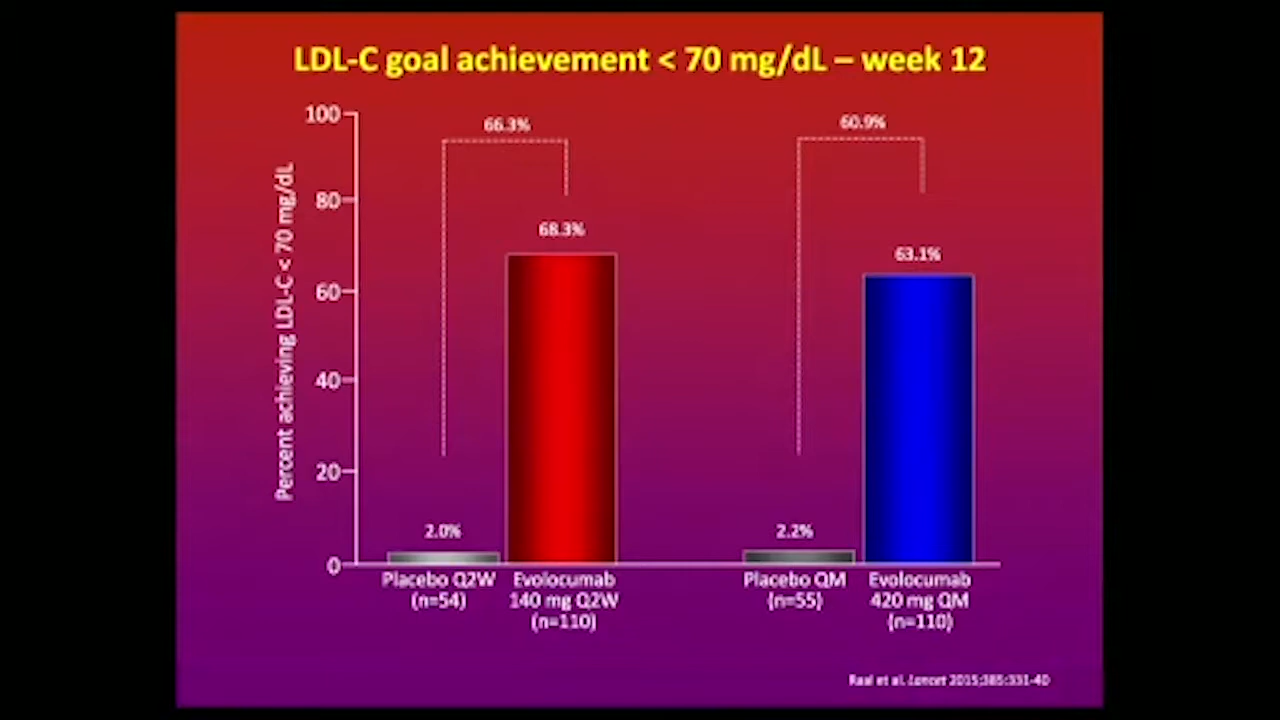 LDL-C goal achievement < 70 mg/dL – week 12
Percent achieving LDL-C < 70 mg/dL
100
80
60
40
20
0
66.3%
68.3%
2.0%
60.9%
63.1%
2.2%
Placebo Q2W
(n=54)
Evolocumab
140 mg Q2W
(n=110)
Placebo QM
(n=55)
Evolocumab
420 mg QM
(n=110)
Raal et al. Lancet 2015;385:331-40